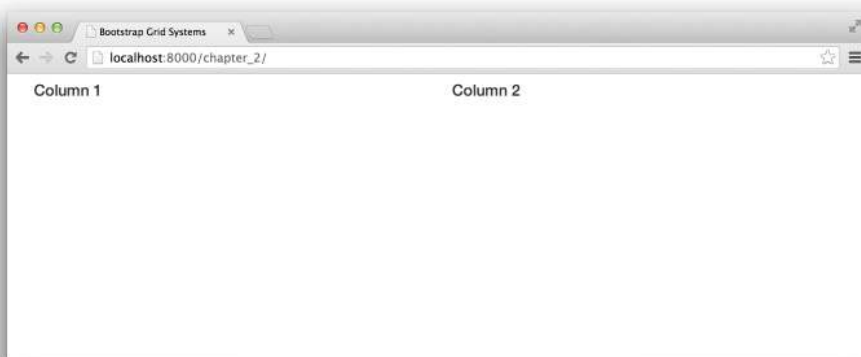 Bootstrap Grid Systems
localhost:8000/chapter_2/
Column 1 Column 2